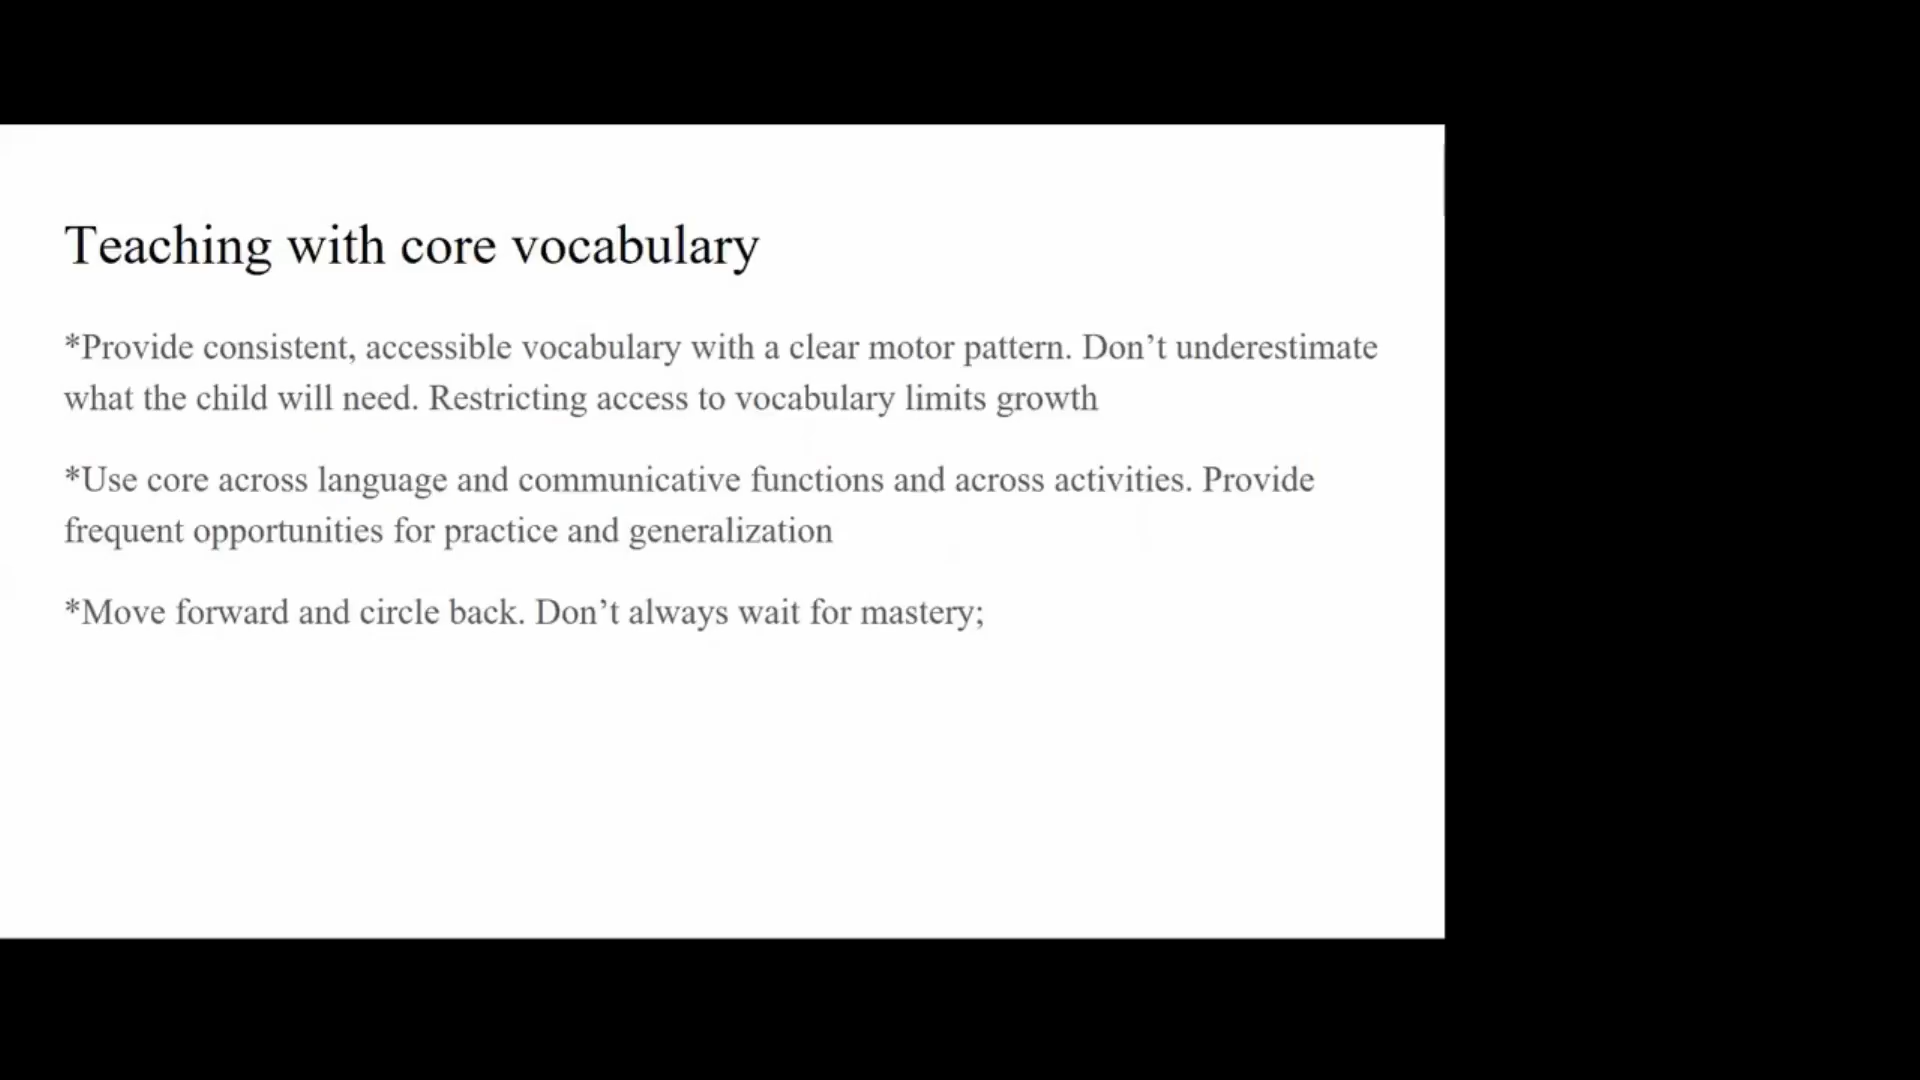 Teaching with core vocabulary
*Provide consistent, accessible vocabulary with a clear motor pattern. Don’t underestimate
what the child will need. Restricting access to vocabulary limits growth
*Use core across language and communicative functions and across activities. Provide
frequent opportunities for practice and generalization
*Move forward and circle back. Don’t always wait for mastery;